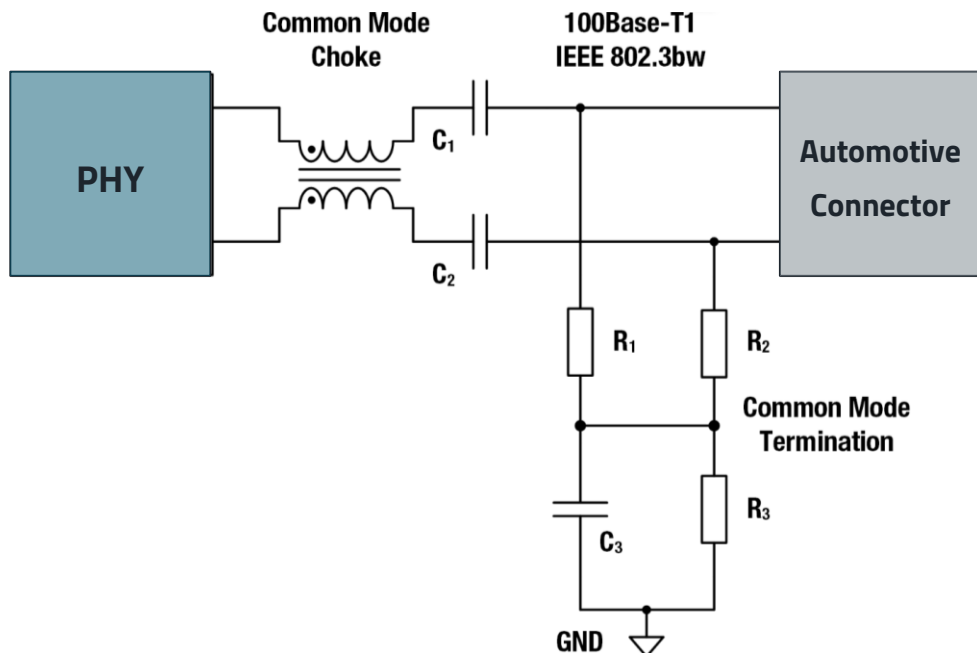 Common Mode
Choke
100Base-T1
IEEE 802.3bw
PHY
C₁
C₂
Automotive
Connector
R₁
R₂
Common Mode
Termination
C₃
R₃
GND